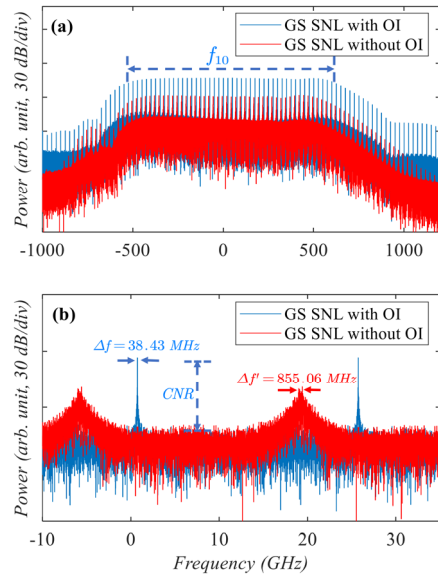 (a)
GS SNL with OI
GS SNL without OI
f10
Power (arb. unit, 30 dB/div)
-1000 -500 0 500 1000
(b)
GS SNL with OI
GS SNL without OI
Δf=38.43 MHz
CNR
Δf'=855.06 MHz
Power (arb. unit, 30 dB/div)
-10 0 10 20 30
Frequency (GHz)